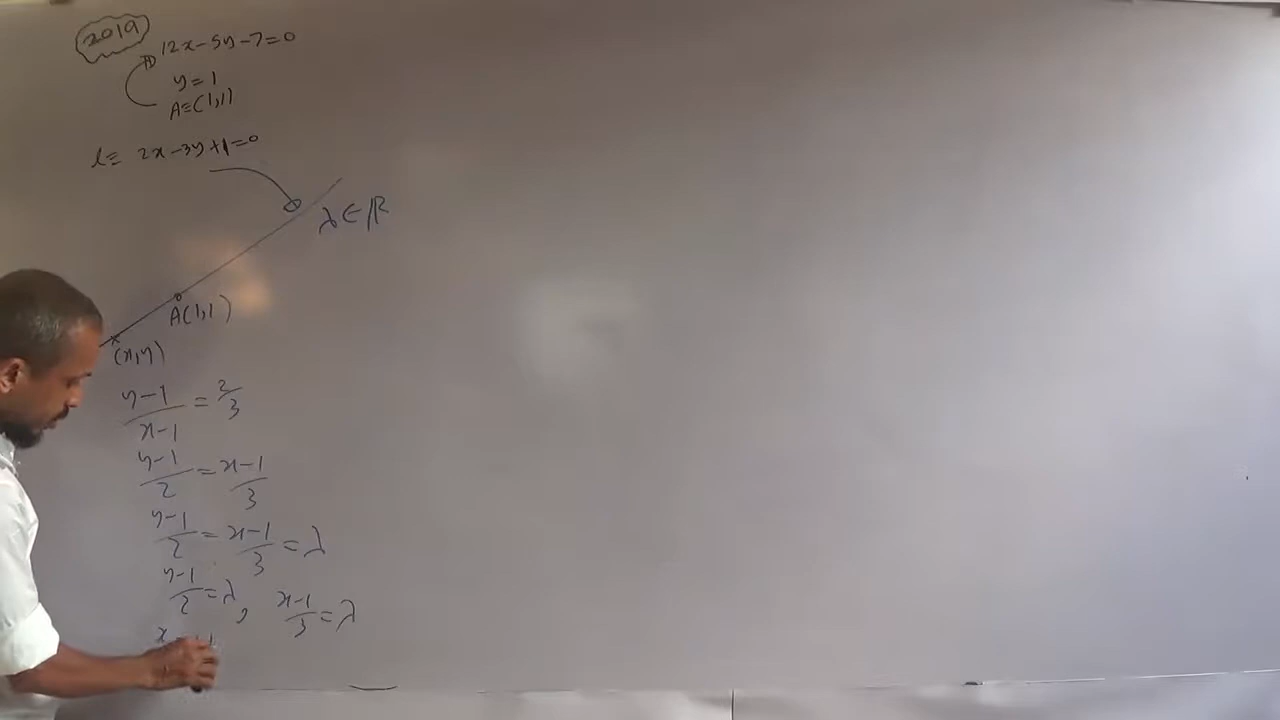 2019
12x-5y-7=0
y=1
A≡(1,1)
l≡ 2x-3y+1=0
λ∈ℝ
A(1,1)
(x,y)
y-1/x-1 = 2/3
y-1/2 = x-1/3
y-1/2 = x-1/3 = λ
y-1/2 = λ, x-1/3 = λ
x